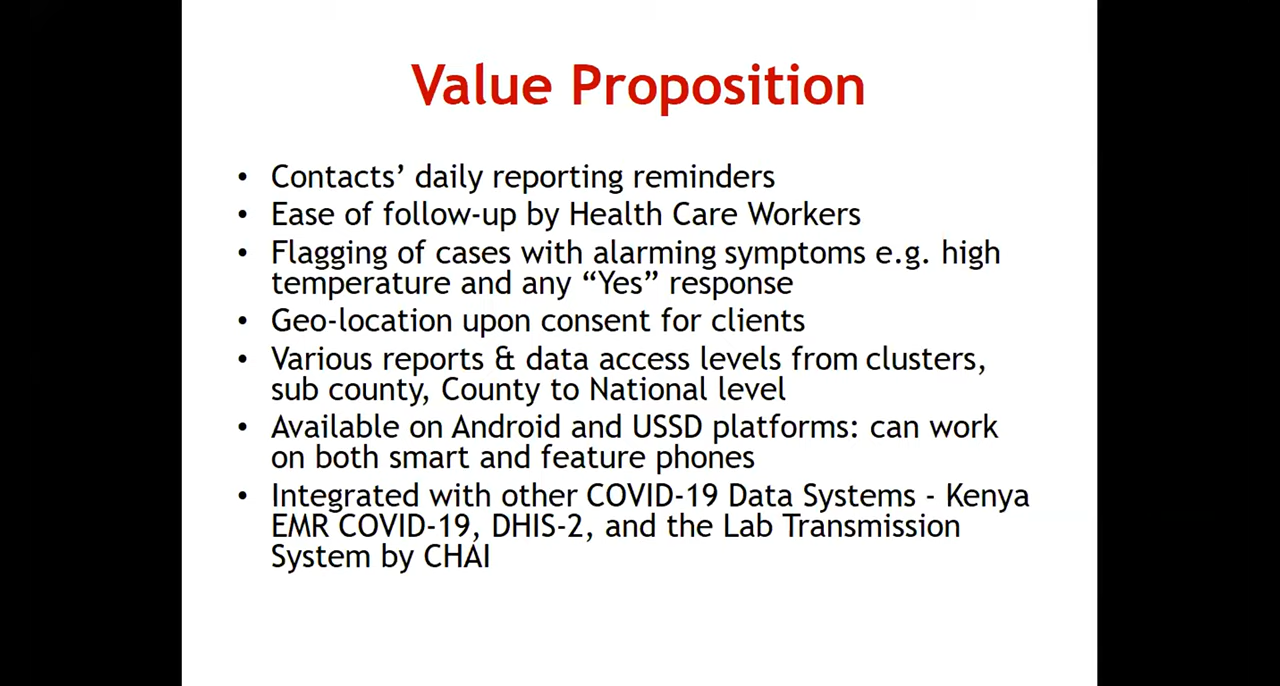 Value Proposition
• Contacts’ daily reporting reminders
• Ease of follow-up by Health Care Workers
• Flagging of cases with alarming symptoms e.g. high
temperature and any “Yes” response
• Geo-location upon consent for clients
• Various reports & data access levels from clusters,
sub county, County to National level
• Available on Android and USSD platforms: can work
on both smart and feature phones
• Integrated with other COVID-19 Data Systems - Kenya
EMR COVID-19, DHIS-2, and the Lab Transmission
System by CHAI